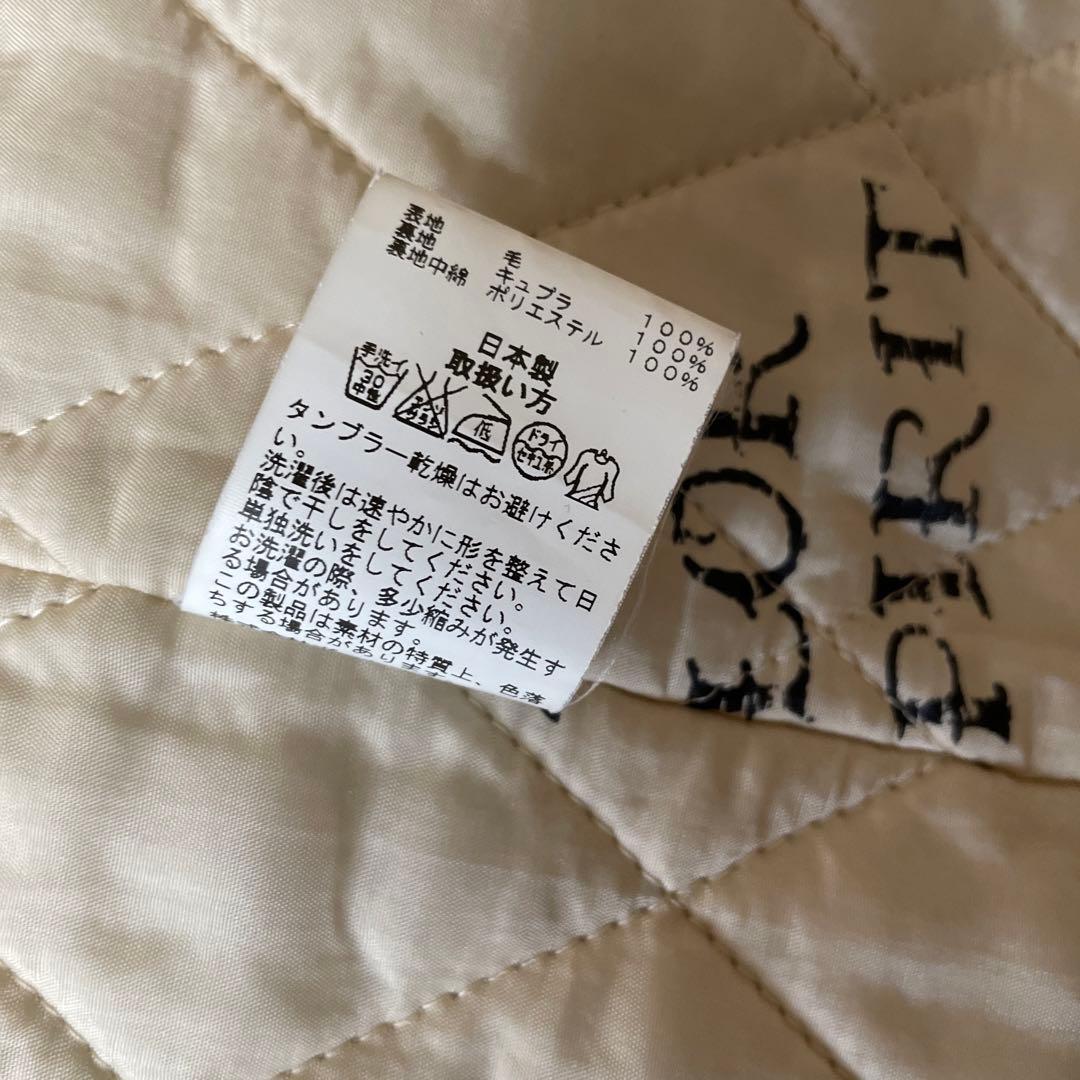 表地 毛 100%
裏地 キュプラ 100%
裏地中綿 ポリエステル 100%
日本製
取扱い方
手洗イ
30
中性
エンソ
サラシ
低
ドライ
セキユ系
タンブラー乾燥はお避けくださ
い。
洗濯後は速やかに形を整えて日
陰で干しをしてください。
単独洗いをしてください。
お洗濯の際、多少縮みが発生す
る場合があります。
この製品は素材の特質上、色落
ちする場合があります
PIRIT